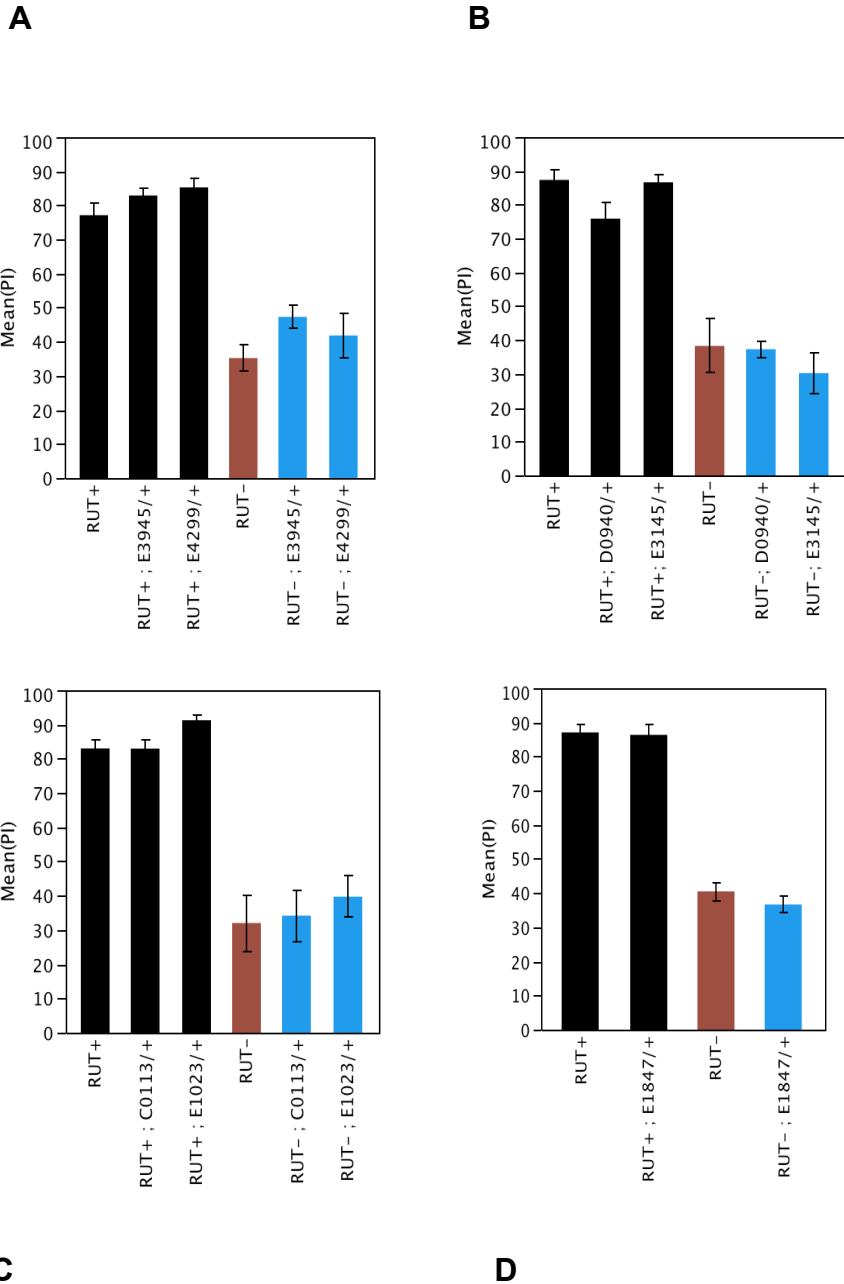 A
B
100
90
80
70
60
50
40
30
20
10
0
Mean(PI)
RUT+
RUT+ ; E3945/+
RUT+ ; E4299/+
RUT−
RUT− ; E3945/+
RUT− ; E4299/+
100
90
80
70
60
50
40
30
20
10
0
Mean(PI)
RUT+
RUT+; D0940/+
RUT+; E3145/+
RUT−
RUT−; D0940/+
RUT−; E3145/+
100
90
80
70
60
50
40
30
20
10
0
Mean(PI)
RUT+
RUT+ ; C0113/+
RUT+ ; E1023/+
RUT−
RUT− ; C0113/+
RUT− ; E1023/+
100
90
80
70
60
50
40
30
20
10
0
Mean(PI)
RUT+
RUT+ ; E1847/+
RUT−
RUT− ; E1847/+
C
D